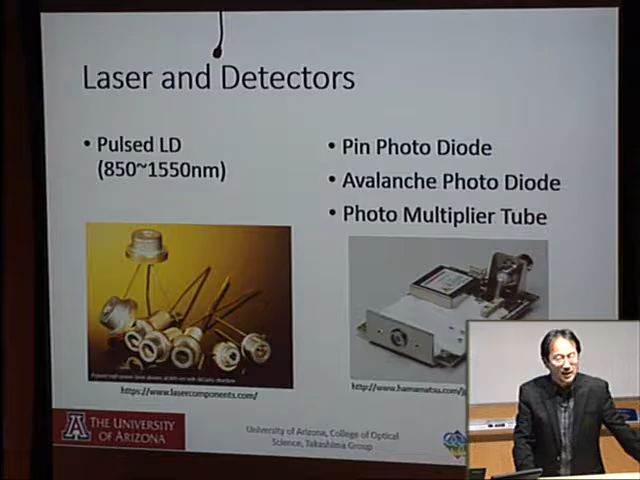 Laser and Detectors
• Pulsed LD
(850~1550nm)
• Pin Photo Diode
• Avalanche Photo Diode
• Photo Multiplier Tube
https://www.lasercomponents.com/
http://www.hamamatsu.com/
A THE UNIVERSITY
OF ARIZONA
University of Arizona, College of Optical
Science, Takashima Group